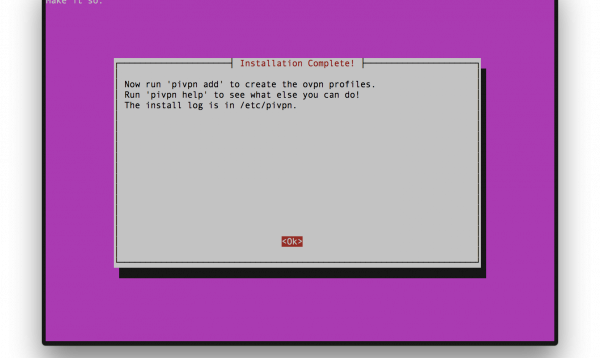 Make it so.
Installation Complete!
Now run 'pivpn add' to create the ovpn profiles.
Run 'pivpn help' to see what else you can do!
The install log is in /etc/pivpn.
<Ok>